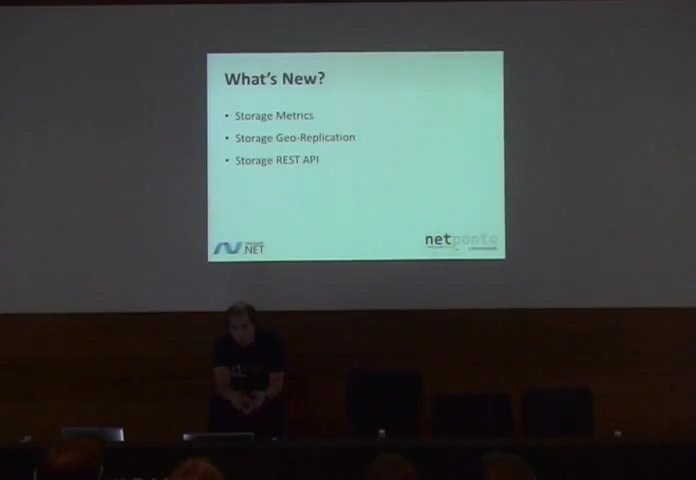 What's New?
• Storage Metrics
• Storage Geo-Replication
• Storage REST API
.NET
netponto